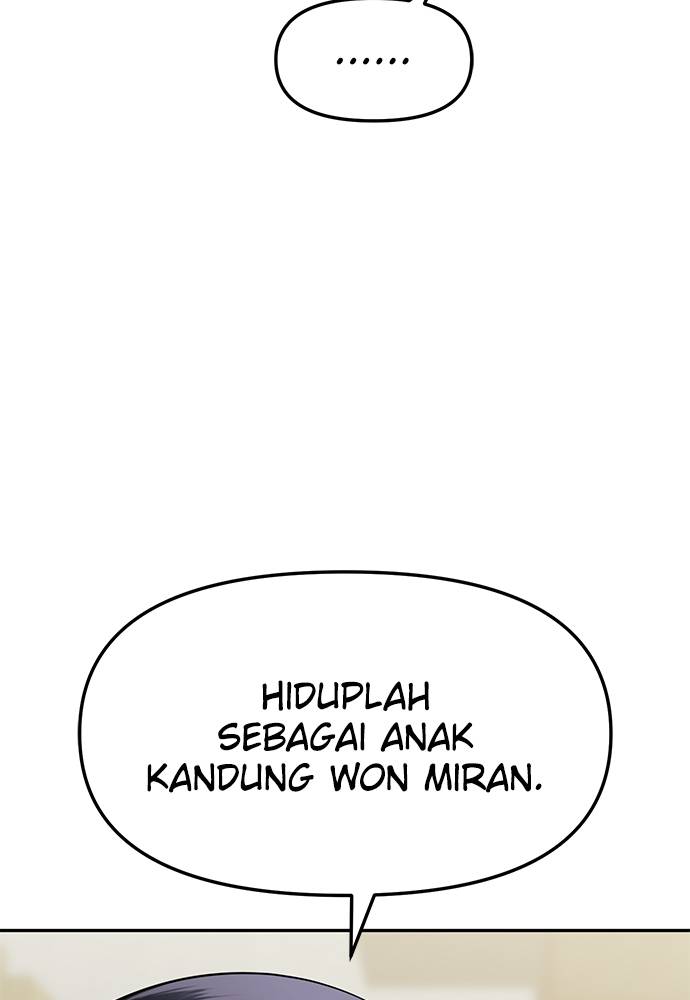 ......
HIDUPLAH
SEBAGAI ANAK
KANDUNG WON MIRAN.